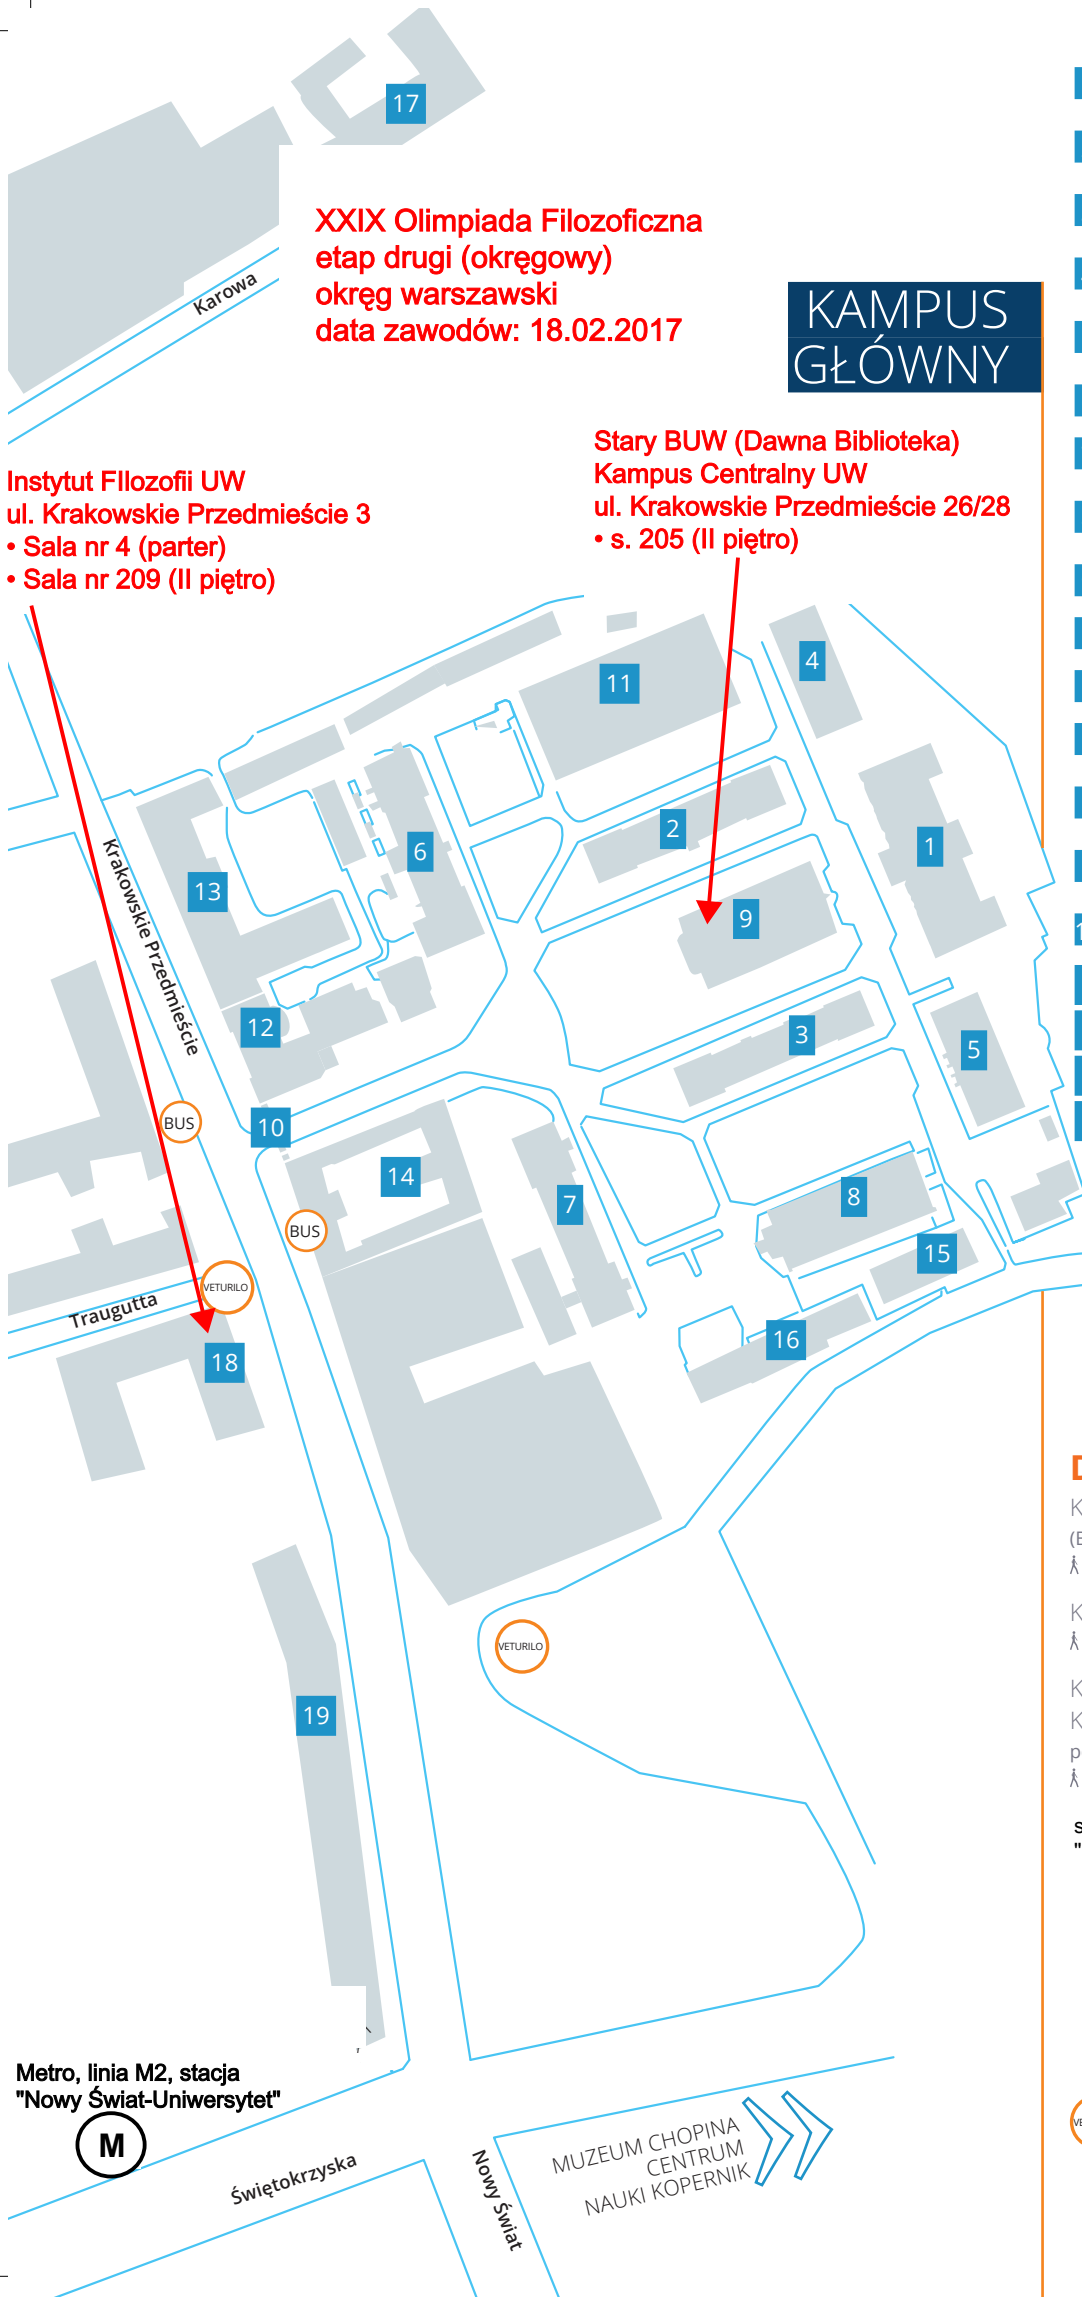 17
XXIX Olimpiada Filozoficzna
etap drugi (okręgowy)
okręg warszawski
data zawodów: 18.02.2017
Karowa
KAMPUS
GŁÓWNY
Stary BUW (Dawna Biblioteka)
Kampus Centralny UW
ul. Krakowskie Przedmieście 26/28
• s. 205 (II piętro)
Instytut FIlozofii UW
ul. Krakowskie Przedmieście 3
• Sala nr 4 (parter)
• Sala nr 209 (II piętro)
4
11
2
1
6
13
Krakowskie Przedmieście
9
12
3
5
BUS
10
14
7
8
BUS
15
VETURILO
Traugutta
16
18
D
K
(B
K
VETURILO
K
19
K
p
s
"
Metro, linia M2, stacja
"Nowy Świat-Uniwersytet"
M
MUZEUM CHOPINA
CENTRUM
NAUKI KOPERNIK
Świętokrzyska
Nowy Świat